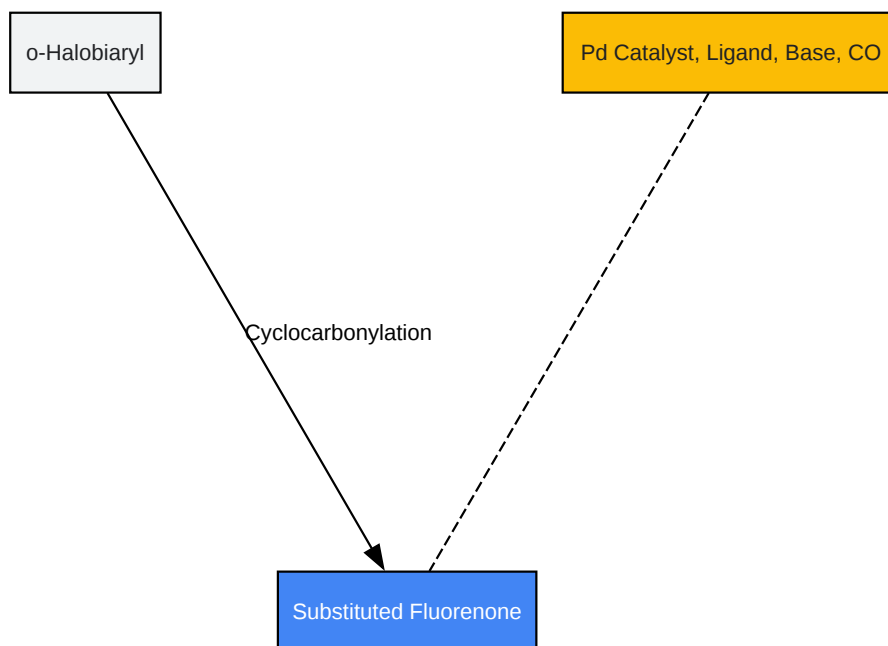 o-Halobiaryl
Pd Catalyst, Ligand, Base, CO
Cyclocarbonylation
Substituted Fluorenone